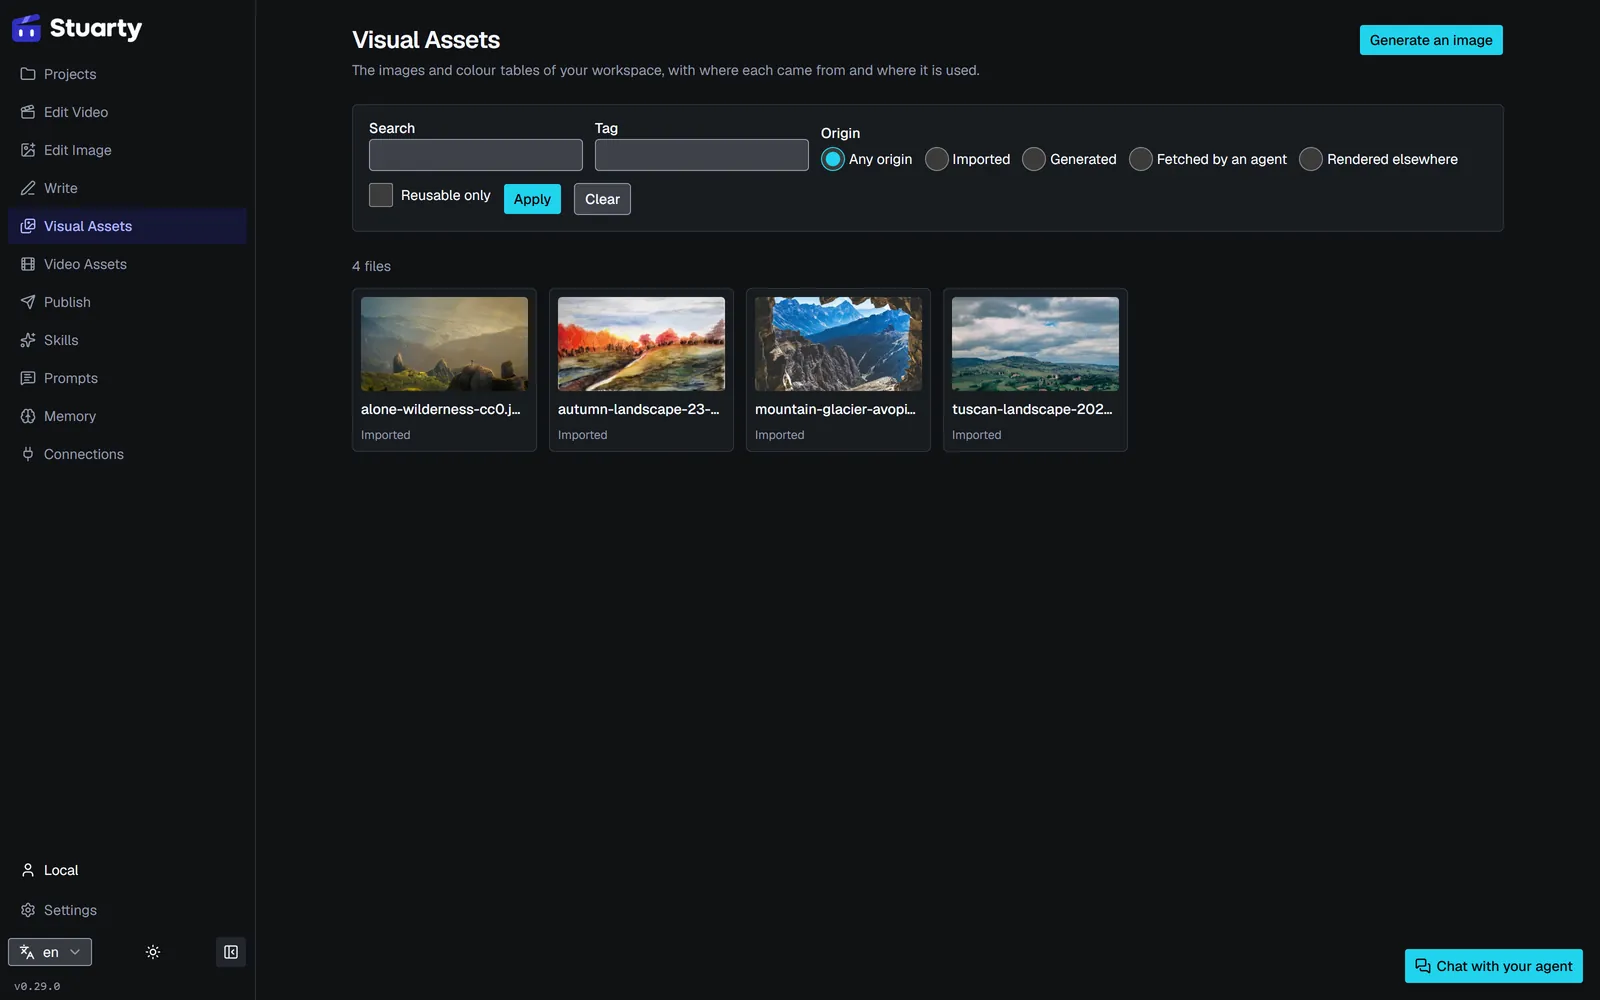 Stuarty
Projects
Edit Video
Edit Image
Write
Visual Assets
Video Assets
Publish
Skills
Prompts
Memory
Connections
Local
Settings
en
v0.29.0
Visual Assets
Generate an image
The images and colour tables of your workspace, with where each came from and where it is used.
Search
Tag
Origin
Any origin
Imported
Generated
Fetched by an agent
Rendered elsewhere
Reusable only
Apply
Clear
4 files
alone-wilderness-cc0.j...
Imported
autumn-landscape-23-...
Imported
mountain-glacier-avopi...
Imported
tuscan-landscape-202...
Imported
Chat with your agent